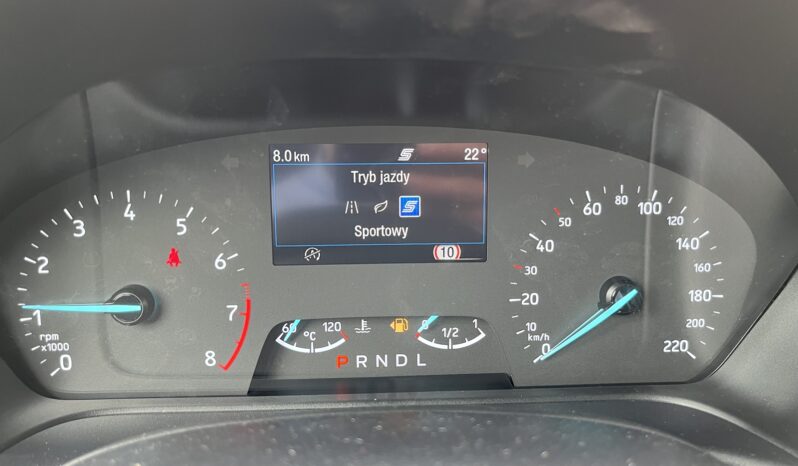 8.0 km S 22°
Tryb jazdy
S
Sportowy
10
0 1 2 3 4 5 6 7 8
rpm
x1000
60 °C 120
0 1/2 1
P R N D L
0 10 20 30 40 50 60 80 100 120 140 160 180 200 220
km/h